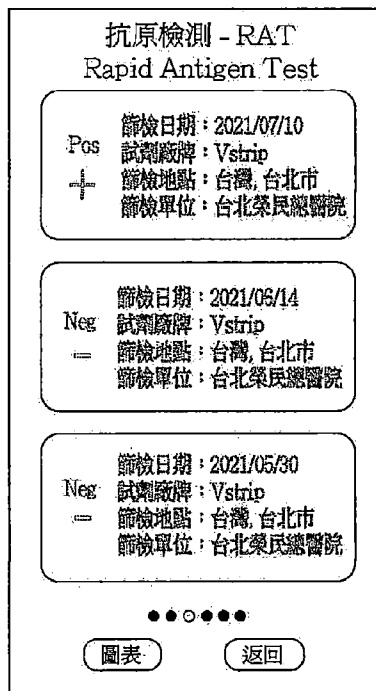 抗原檢測 - RAT
Rapid Antigen Test
Pos
篩檢日期：2021/07/10
試劑廠牌：Vstrip
篩檢地點：台灣, 台北市
篩檢單位：台北榮民總醫院
Neg
篩檢日期：2021/06/14
試劑廠牌：Vstrip
篩檢地點：台灣, 台北市
篩檢單位：台北榮民總醫院
Neg
篩檢日期：2021/05/30
試劑廠牌：Vstrip
篩檢地點：台灣, 台北市
篩檢單位：台北榮民總醫院
圖表
返回